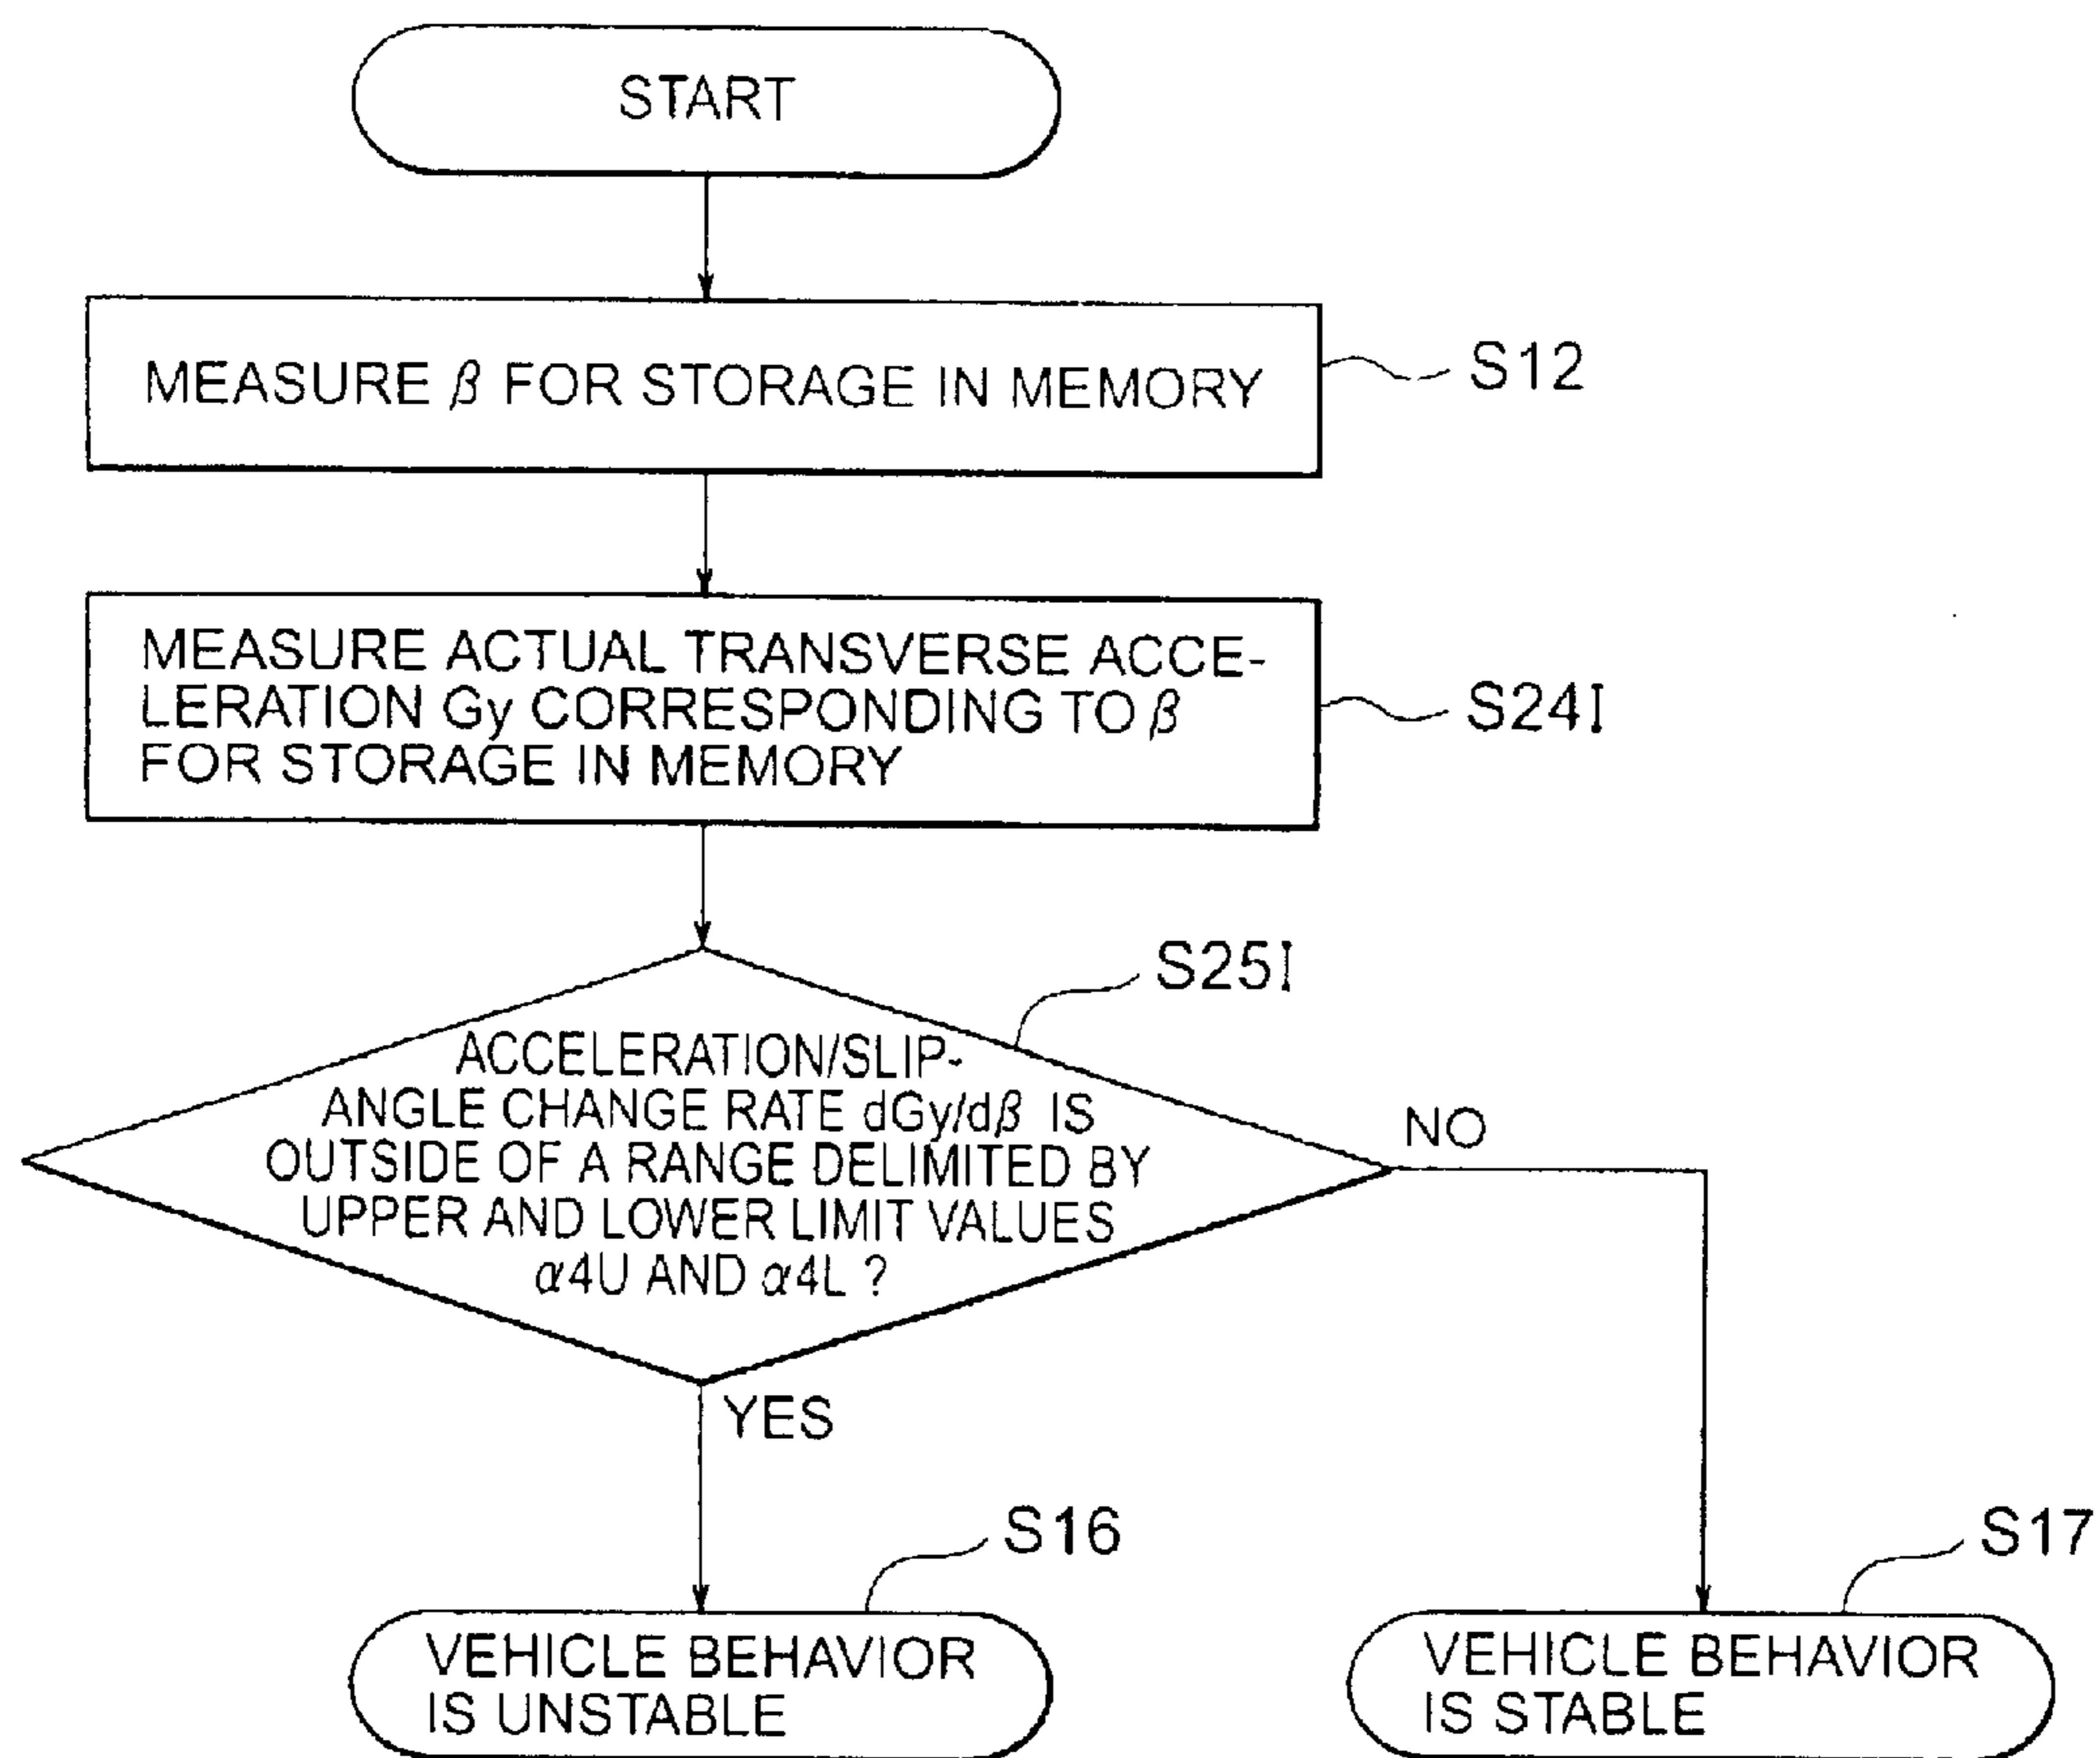 START
MEASURE β FOR STORAGE IN MEMORY
S12
MEASURE ACTUAL TRANSVERSE ACCE-
LERATION Gy CORRESPONDING TO β
FOR STORAGE IN MEMORY
S24I
S25I
ACCELERATION/SLIP-
ANGLE CHANGE RATE dGy/dβ IS
OUTSIDE OF A RANGE DELIMITED BY
UPPER AND LOWER LIMIT VALUES
α4U AND α4L ?
NO
YES
S16
VEHICLE BEHAVIOR
IS UNSTABLE
S17
VEHICLE BEHAVIOR
IS STABLE